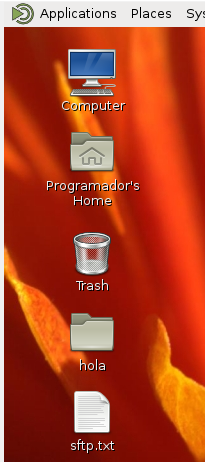 Applications Places Sys
Computer
Programador's
Home
Trash
hola
sftp.txt